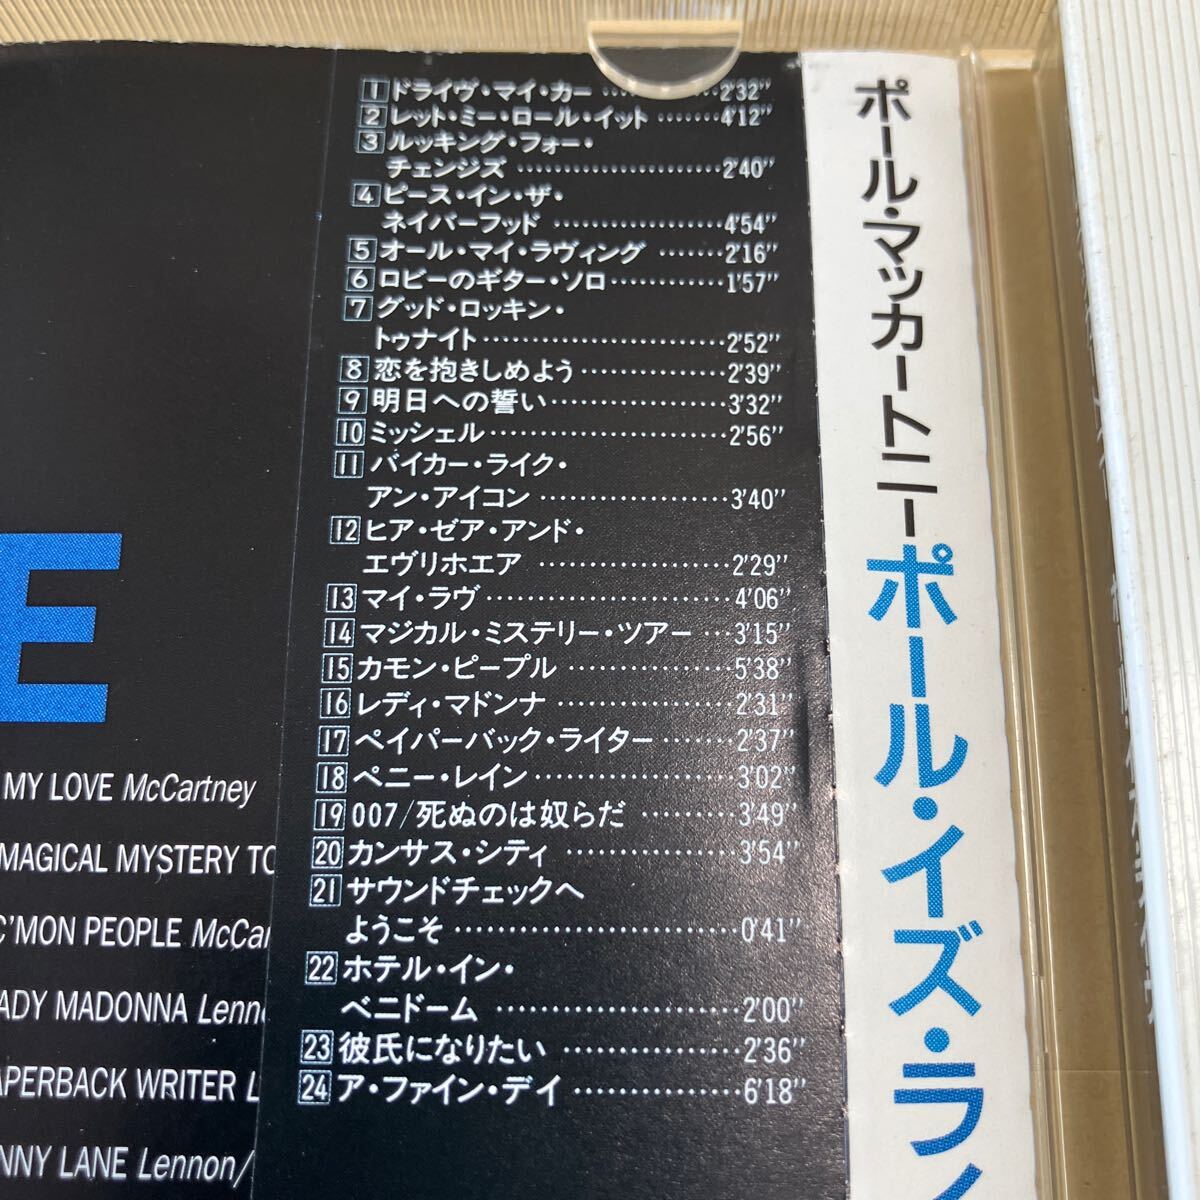 1 ドライヴ・マイ・カー ………… 2'32"
2 レット・ミー・ロール・イット ……… 4'12"
3 ルッキング・フォー・
チェンジズ ……………………… 2'40"
4 ピース・イン・ザ・
ネイバーフッド ………………… 4'54"
5 オール・マイ・ラヴィング ……… 2'16"
6 ロビーのギター・ソロ ………… 1'57"
7 グッド・ロッキン・
トゥナイト ……………………… 2'52"
8 恋を抱きしめよう ……………… 2'39"
9 明日への誓い …………………… 3'32"
10 ミッシェル ……………………… 2'56"
11 バイカー・ライク・
アン・アイコン ………………… 3'40"
12 ヒア・ゼア・アンド・
エヴリホエア …………………… 2'29"
13 マイ・ラヴ ……………………… 4'06"
14 マジカル・ミステリー・ツアー … 3'15"
15 カモン・ピープル ……………… 5'38"
16 レディ・マドンナ ……………… 2'31"
17 ペイパーバック・ライター ……… 2'37"
18 ペニー・レイン ………………… 3'02"
19 007/死ぬのは奴らだ ………… 3'49"
20 カンサス・シティ ……………… 3'54"
21 サウンドチェックへ
ようこそ ………………………… 0'41"
22 ホテル・イン・
ベニドーム ……………………… 2'00"
23 彼氏になりたい ………………… 2'36"
24 ア・ファイン・デイ …………… 6'18"
E
MY LOVE McCartney
MAGICAL MYSTERY TO
C'MON PEOPLE McCar
ADY MADONNA Lenn
APERBACK WRITER L
NNY LANE Lennon/
ポール・マッカートニー ポール・イズ・ラ